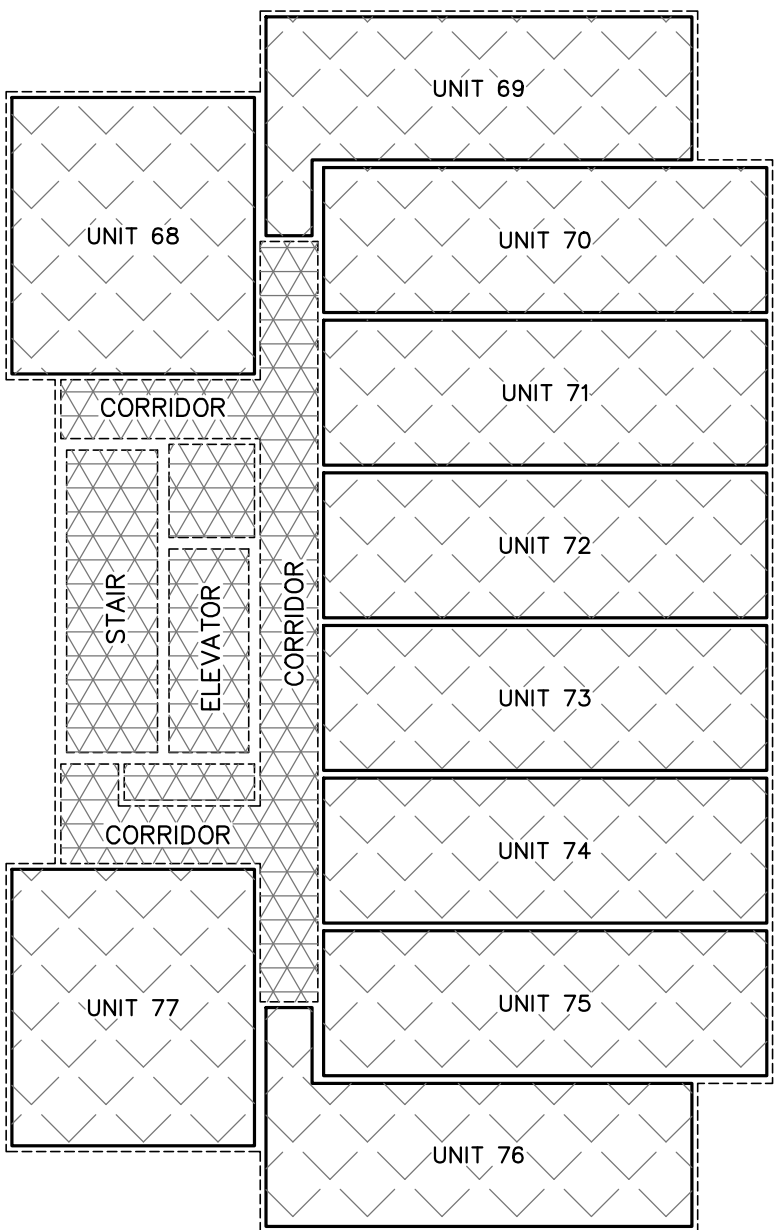 UNIT 69
UNIT 68
UNIT 70
UNIT 71
CORRIDOR
UNIT 72
STAIR
ELEVATOR
CORRIDOR
UNIT 73
CORRIDOR
UNIT 74
UNIT 75
UNIT 77
UNIT 76